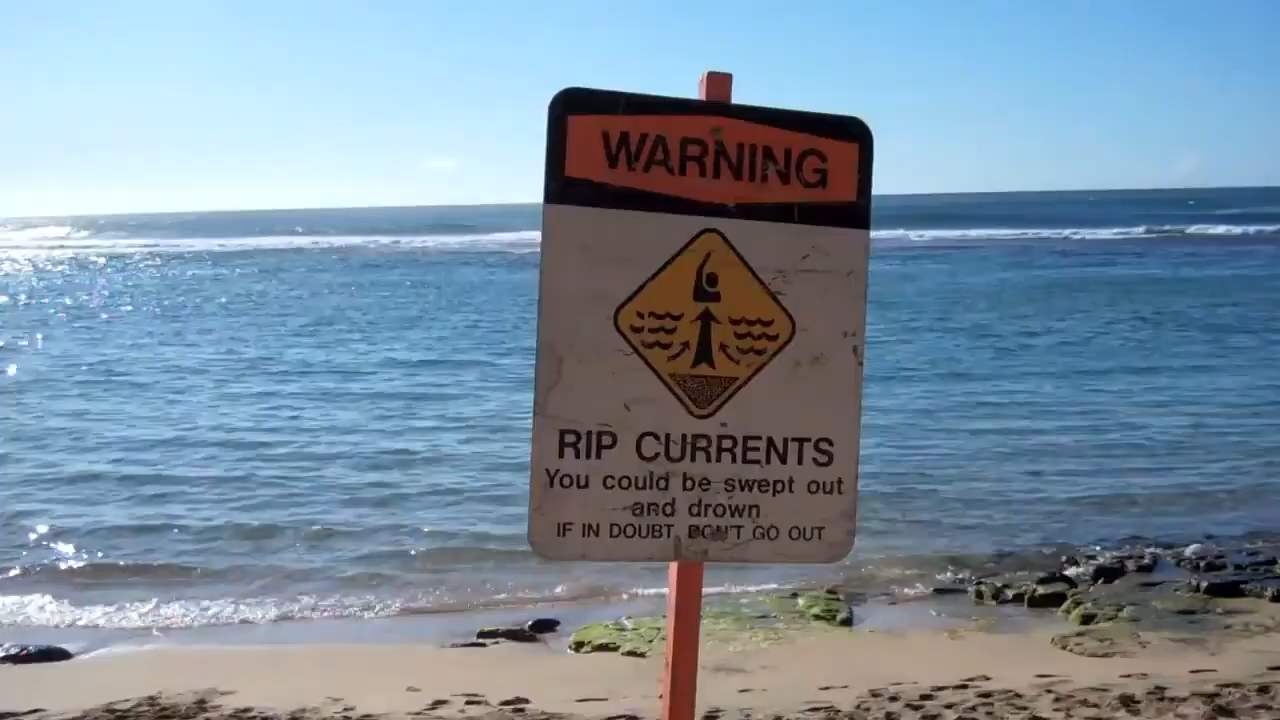 WARNING
RIP CURRENTS
You could be swept out
and drown
IF IN DOUBT, DON'T GO OUT